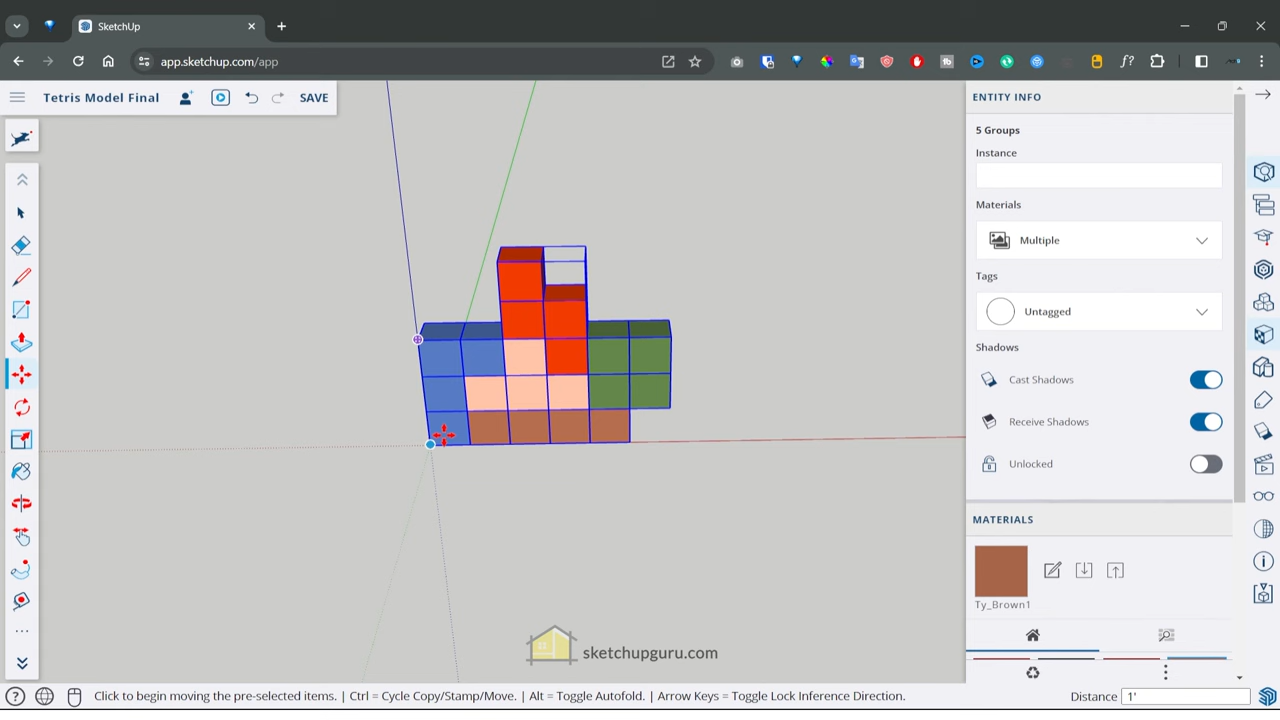 SketchUp
app.sketchup.com/app
f?
Tetris Model Final
SAVE
ENTITY INFO
5 Groups
Instance
Materials
Multiple
Tags
Untagged
Shadows
Cast Shadows
Receive Shadows
Unlocked
MATERIALS
Ty_Brown1
sketchupguru.com
Click to begin moving the pre-selected items. | Ctrl = Cycle Copy/Stamp/Move. | Alt = Toggle Autofold. | Arrow Keys = Toggle Lock Inference Direction.
Distance 1'